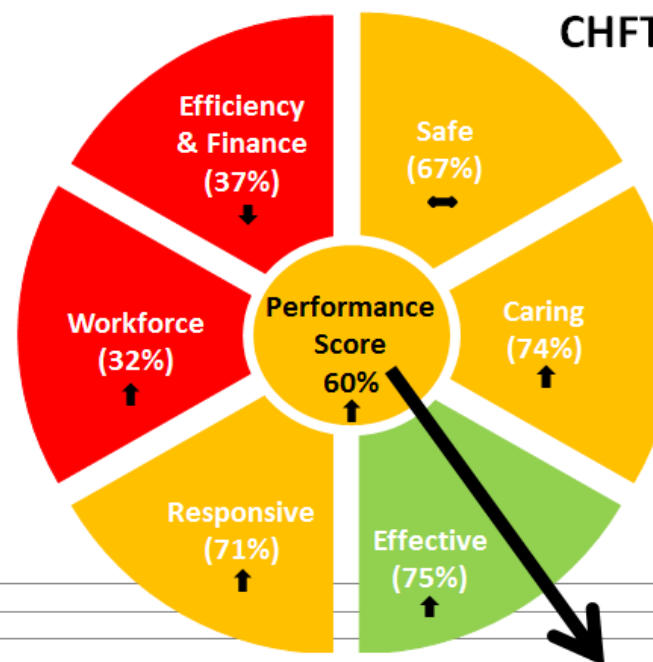 CHFT
Efficiency
& Finance
(37%)
Safe
(67%)
Caring
(74%)
Effective
(75%)
Responsive
(71%)
Workforce
(32%)
Performance
Score
60%